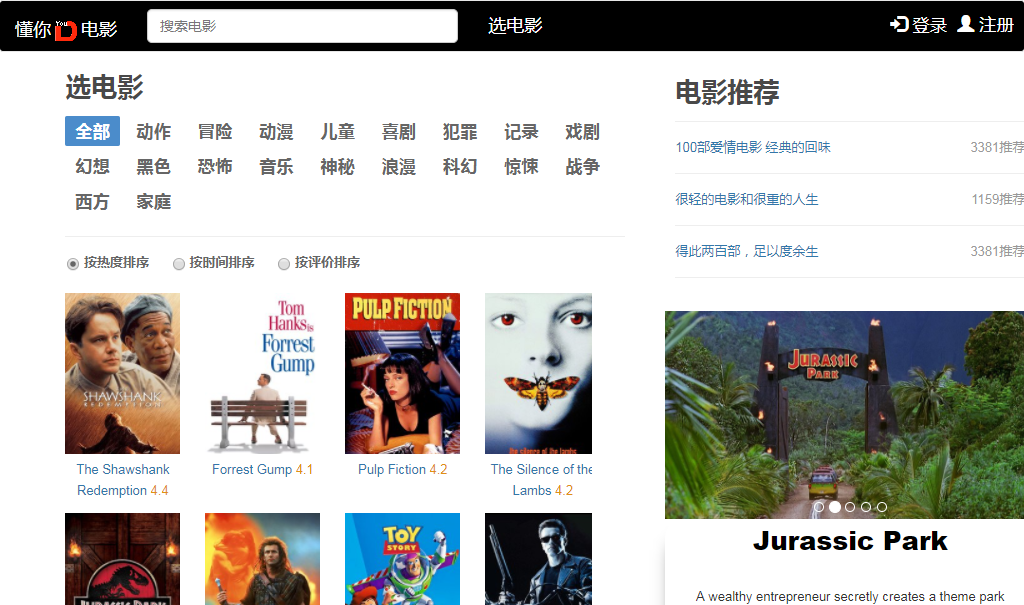 懂你 You D 电影 搜索电影 选电影 登录 注册
选电影
全部 动作 冒险 动漫 儿童 喜剧 犯罪 记录 戏剧
幻想 黑色 恐怖 音乐 神秘 浪漫 科幻 惊悚 战争
西方 家庭
按热度排序 按时间排序 按评价排序
SHAWSHANK
REDEMPTION
Tom
Hanks is
Forrest
Gump
PULP FICTION
the silence of the lambs
The Shawshank
Redemption 4.4
Forrest Gump 4.1
Pulp Fiction 4.2
The Silence of the
Lambs 4.2
JURASSIC PARK
TOY
STORY
电影推荐
100部爱情电影 经典的回味 3381推荐
很轻的电影和很重的人生 1159推荐
得此两百部，足以度余生 3381推荐
JURASSIC
PARK
Jurassic Park
A wealthy entrepreneur secretly creates a theme park